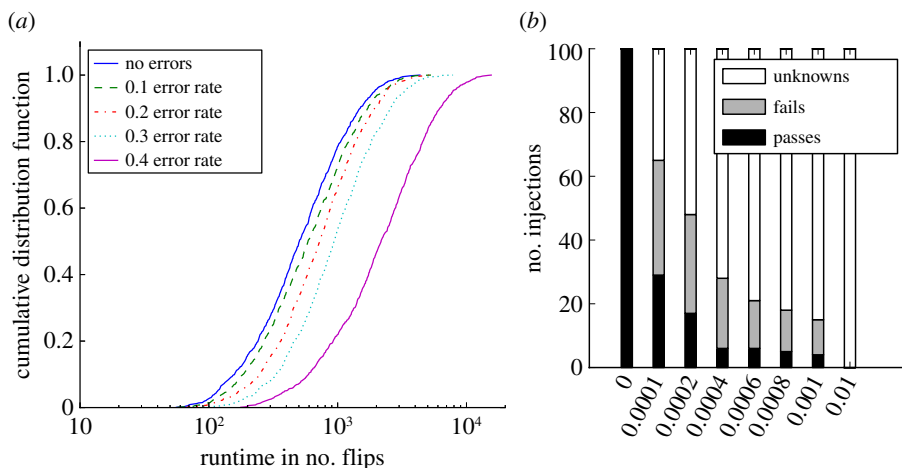 (a)
no errors
0.1 error rate
0.2 error rate
0.3 error rate
0.4 error rate
cumulative distribution function
1.0
0.8
0.6
0.4
0.2
0
10
10²
10³
10⁴
runtime in no. flips
(b)
unknowns
fails
passes
no. injections
100
80
60
40
20
0
0
0.0001
0.0002
0.0004
0.0006
0.0008
0.001
0.01